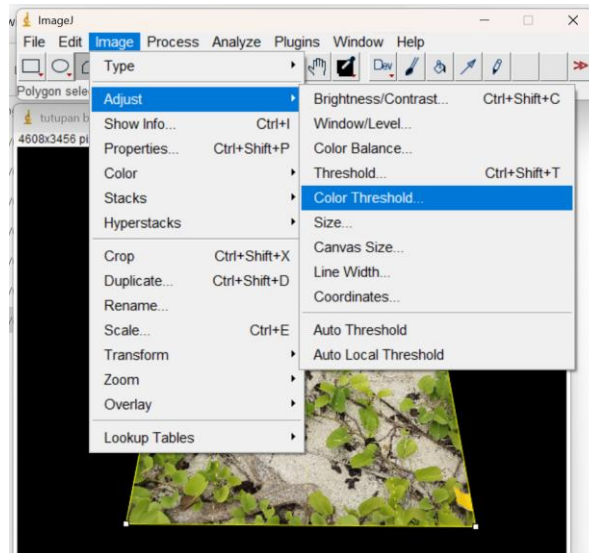 ImageJ
File Edit Image Process Analyze Plugins Window Help
Dev
Polygon sele
tutupan b
4608x3456 pi
Type
Adjust
Show Info... Ctrl+I
Properties... Ctrl+Shift+P
Color
Stacks
Hyperstacks
Crop Ctrl+Shift+X
Duplicate... Ctrl+Shift+D
Rename...
Scale... Ctrl+E
Transform
Zoom
Overlay
Lookup Tables
Brightness/Contrast... Ctrl+Shift+C
Window/Level...
Color Balance...
Threshold... Ctrl+Shift+T
Color Threshold...
Size...
Canvas Size...
Line Width...
Coordinates...
Auto Threshold
Auto Local Threshold